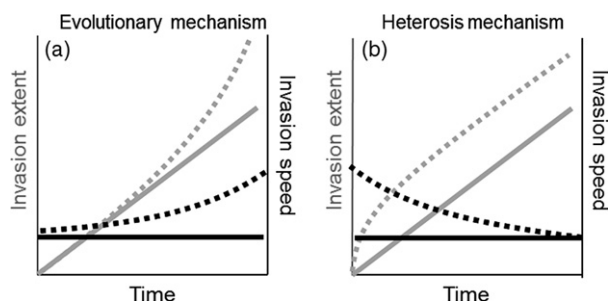 Evolutionary mechanism
Heterosis mechanism
(a)
(b)
Invasion extent
Invasion speed
Invasion extent
Invasion speed
Time
Time